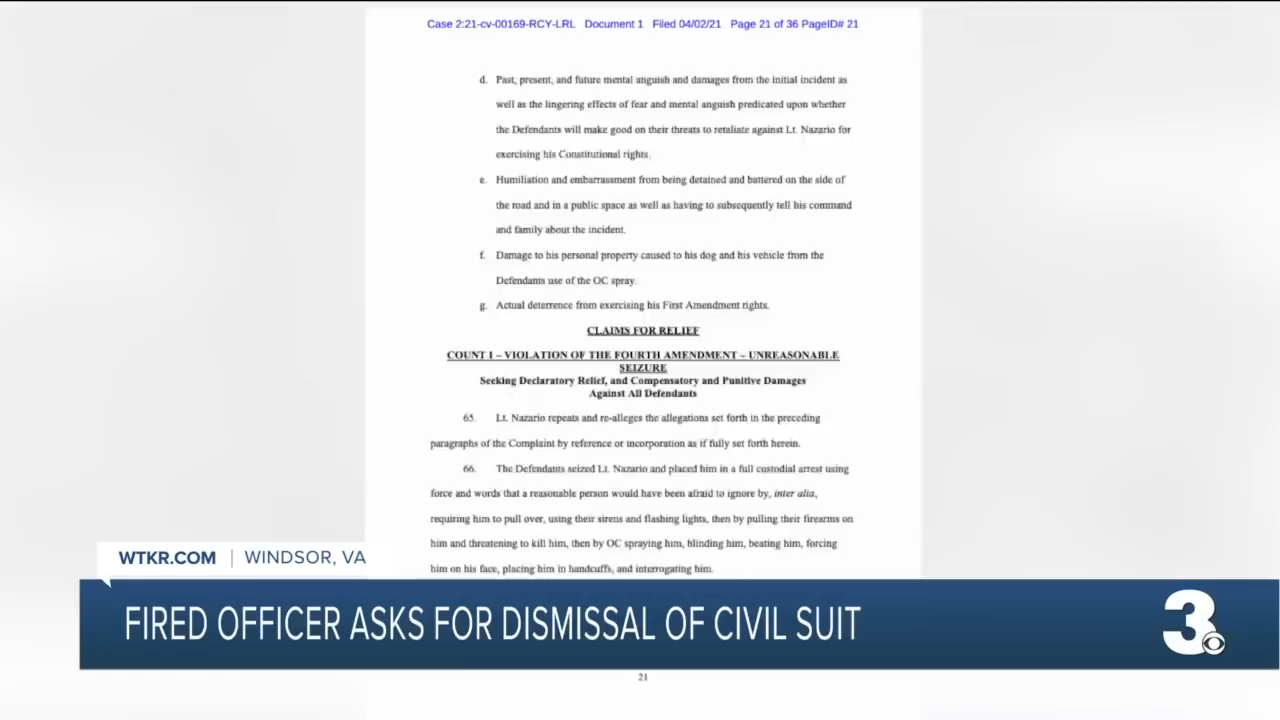 Case 2:21-cv-00169-RCY-LRL Document 1 Filed 04/02/21 Page 21 of 36 PageID# 21
d. Past, present, and future mental anguish and damages from the initial incident as
well as the lingering effects of fear and mental anguish predicated upon whether
the Defendants will make good on their threats to retaliate against Lt. Nazario for
exercising his Constitutional rights.
e. Humiliation and embarrassment from being detained and battered on the side of
the road and in a public space as well as having to subsequently tell his command
and family about the incident.
f. Damage to his personal property caused to his dog and his vehicle from the
Defendants use of the OC spray.
g. Actual deterrence from exercising his First Amendment rights.
CLAIMS FOR RELIEF
COUNT I – VIOLATION OF THE FOURTH AMENDMENT – UNREASONABLE
SEIZURE
Seeking Declaratory Relief, and Compensatory and Punitive Damages
Against All Defendants
65. Lt. Nazario repeats and re-alleges the allegations set forth in the preceding
paragraphs of the Complaint by reference or incorporation as if fully set forth herein.
66. The Defendants seized Lt. Nazario and placed him in a full custodial arrest using
force and words that a reasonable person would have been afraid to ignore by, inter alia,
requiring him to pull over, using their sirens and flashing lights, then by pulling their firearms on
him and threatening to kill him, then by OC spraying him, blinding him, beating him, forcing
him on his face, placing him in handcuffs, and interrogating him.
WTKR.COM | WINDSOR, VA
FIRED OFFICER ASKS FOR DISMISSAL OF CIVIL SUIT
3
21